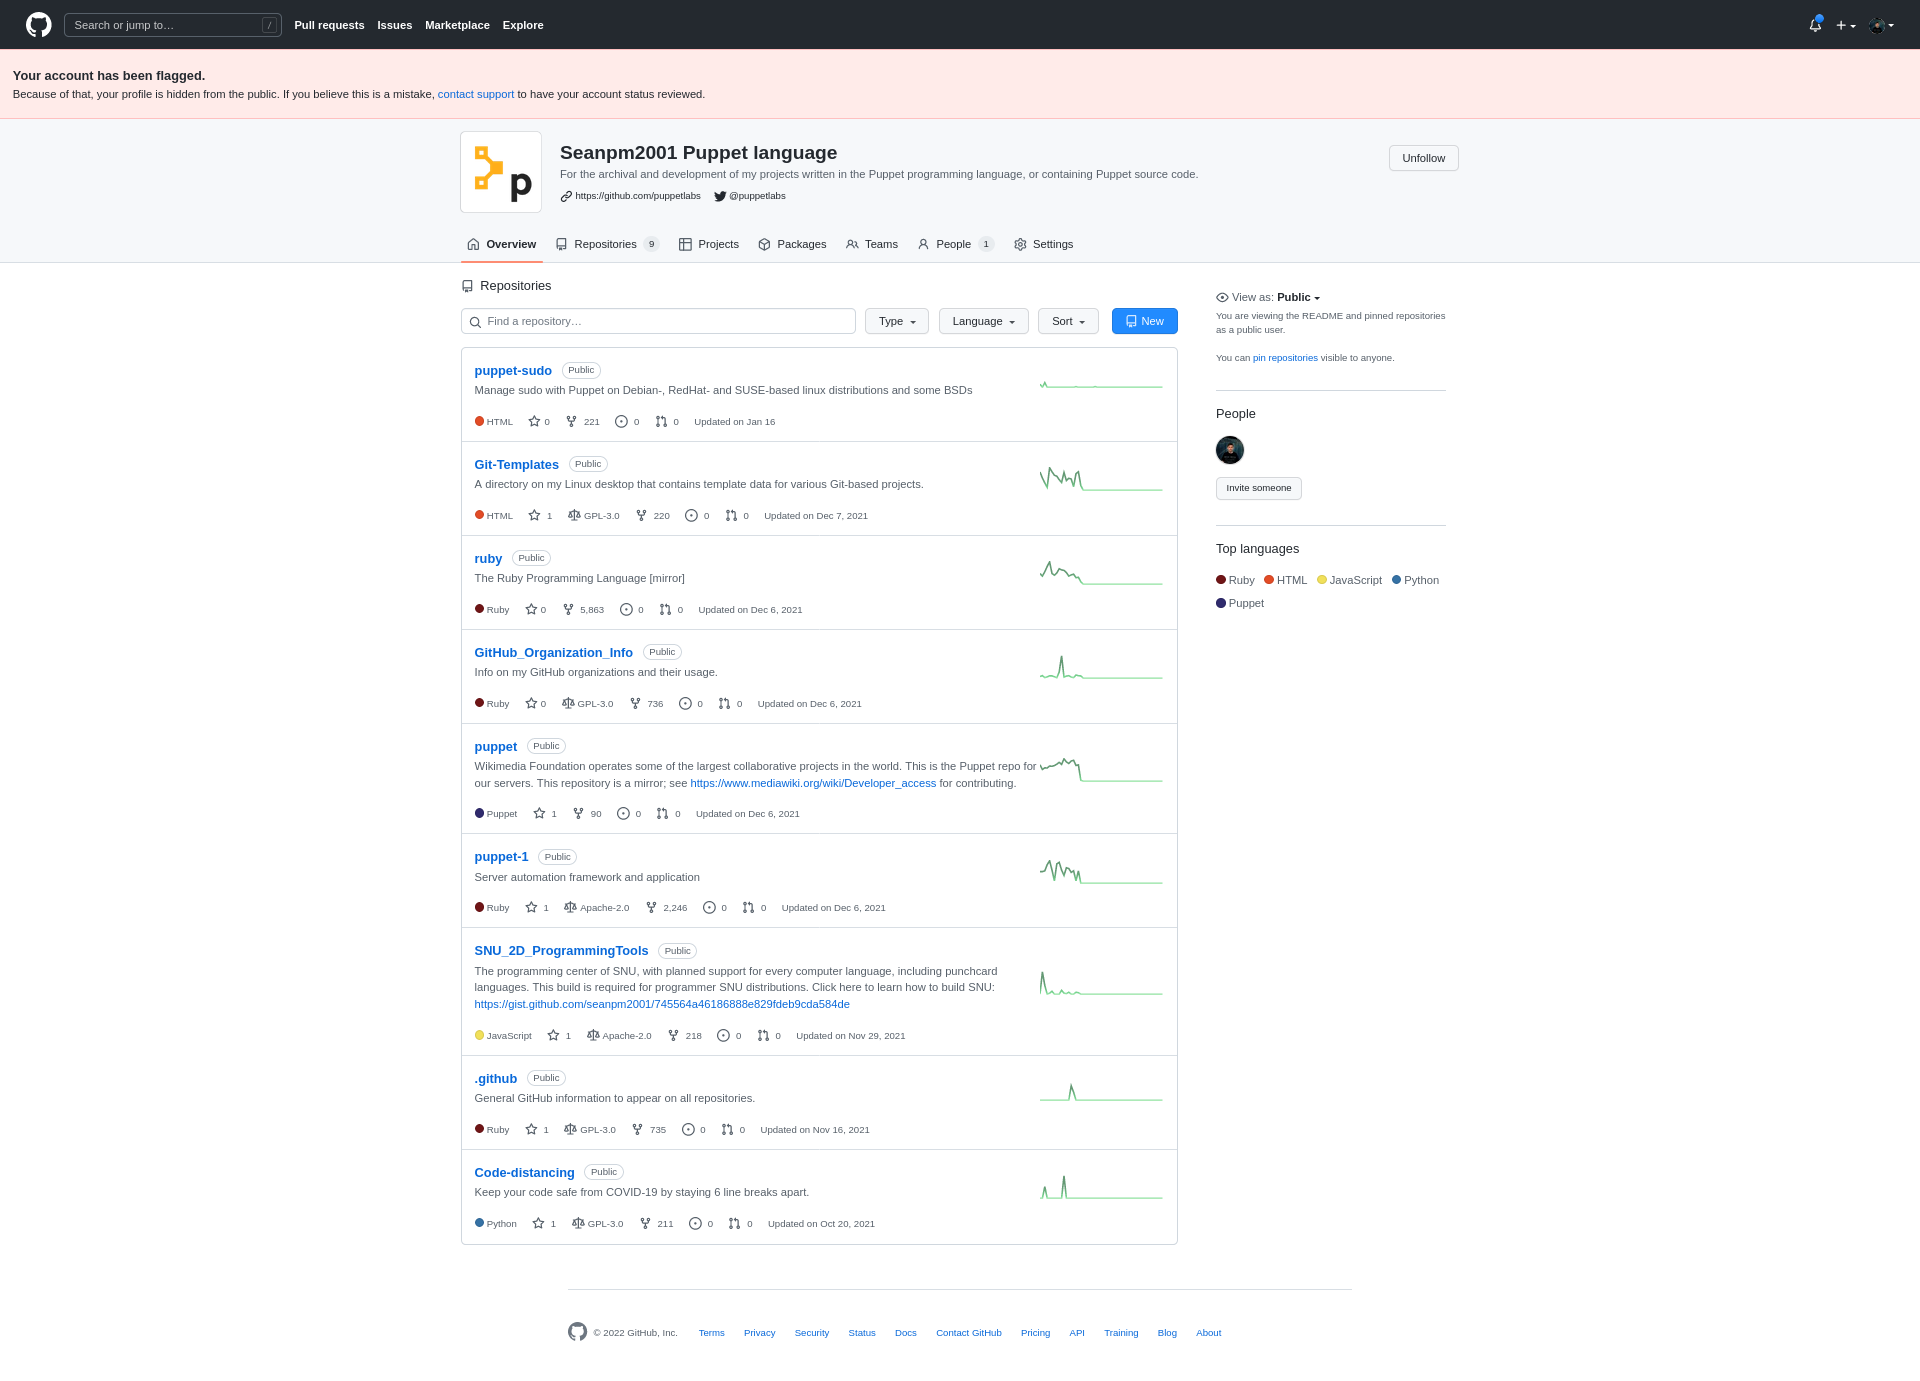 Search or jump to…
/
Pull requests
Issues
Marketplace
Explore
Your account has been flagged.
Because of that, your profile is hidden from the public. If you believe this is a mistake, contact support to have your account status reviewed.
p
Seanpm2001 Puppet language
For the archival and development of my projects written in the Puppet programming language, or containing Puppet source code.
https://github.com/puppetlabs
@puppetlabs
Unfollow
Overview
Repositories 9
Projects
Packages
Teams
People 1
Settings
Repositories
Find a repository…
Type
Language
Sort
New
puppet-sudo Public
Manage sudo with Puppet on Debian-, RedHat- and SUSE-based linux distributions and some BSDs
HTML 0 221 0 0 Updated on Jan 16
Git-Templates Public
A directory on my Linux desktop that contains template data for various Git-based projects.
HTML 1 GPL-3.0 220 0 0 Updated on Dec 7, 2021
ruby Public
The Ruby Programming Language [mirror]
Ruby 0 5,863 0 0 Updated on Dec 6, 2021
GitHub_Organization_Info Public
Info on my GitHub organizations and their usage.
Ruby 0 GPL-3.0 736 0 0 Updated on Dec 6, 2021
puppet Public
Wikimedia Foundation operates some of the largest collaborative projects in the world. This is the Puppet repo for
our servers. This repository is a mirror; see https://www.mediawiki.org/wiki/Developer_access for contributing.
Puppet 1 90 0 0 Updated on Dec 6, 2021
puppet-1 Public
Server automation framework and application
Ruby 1 Apache-2.0 2,246 0 0 Updated on Dec 6, 2021
SNU_2D_ProgrammingTools Public
The programming center of SNU, with planned support for every computer language, including punchcard
languages. This build is required for programmer SNU distributions. Click here to learn how to build SNU:
https://gist.github.com/seanpm2001/745564a46186888e829fdeb9cda584de
JavaScript 1 Apache-2.0 218 0 0 Updated on Nov 29, 2021
.github Public
General GitHub information to appear on all repositories.
Ruby 1 GPL-3.0 735 0 0 Updated on Nov 16, 2021
Code-distancing Public
Keep your code safe from COVID-19 by staying 6 line breaks apart.
Python 1 GPL-3.0 211 0 0 Updated on Oct 20, 2021
View as: Public
You are viewing the README and pinned repositories
as a public user.
You can pin repositories visible to anyone.
People
Invite someone
Top languages
Ruby HTML JavaScript Python
Puppet
© 2022 GitHub, Inc.
Terms
Privacy
Security
Status
Docs
Contact GitHub
Pricing
API
Training
Blog
About